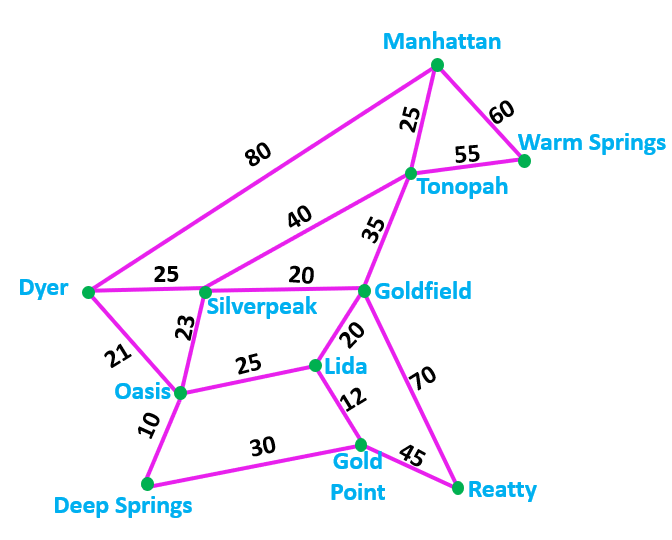 Manhattan
25
60
Warm Springs
80
55
Tonopah
40
35
Dyer
25
20
Silverpeak
Goldfield
23
20
21
25
Lida
70
Oasis
12
10
30
45
Gold
Point
Reatty
Deep Springs